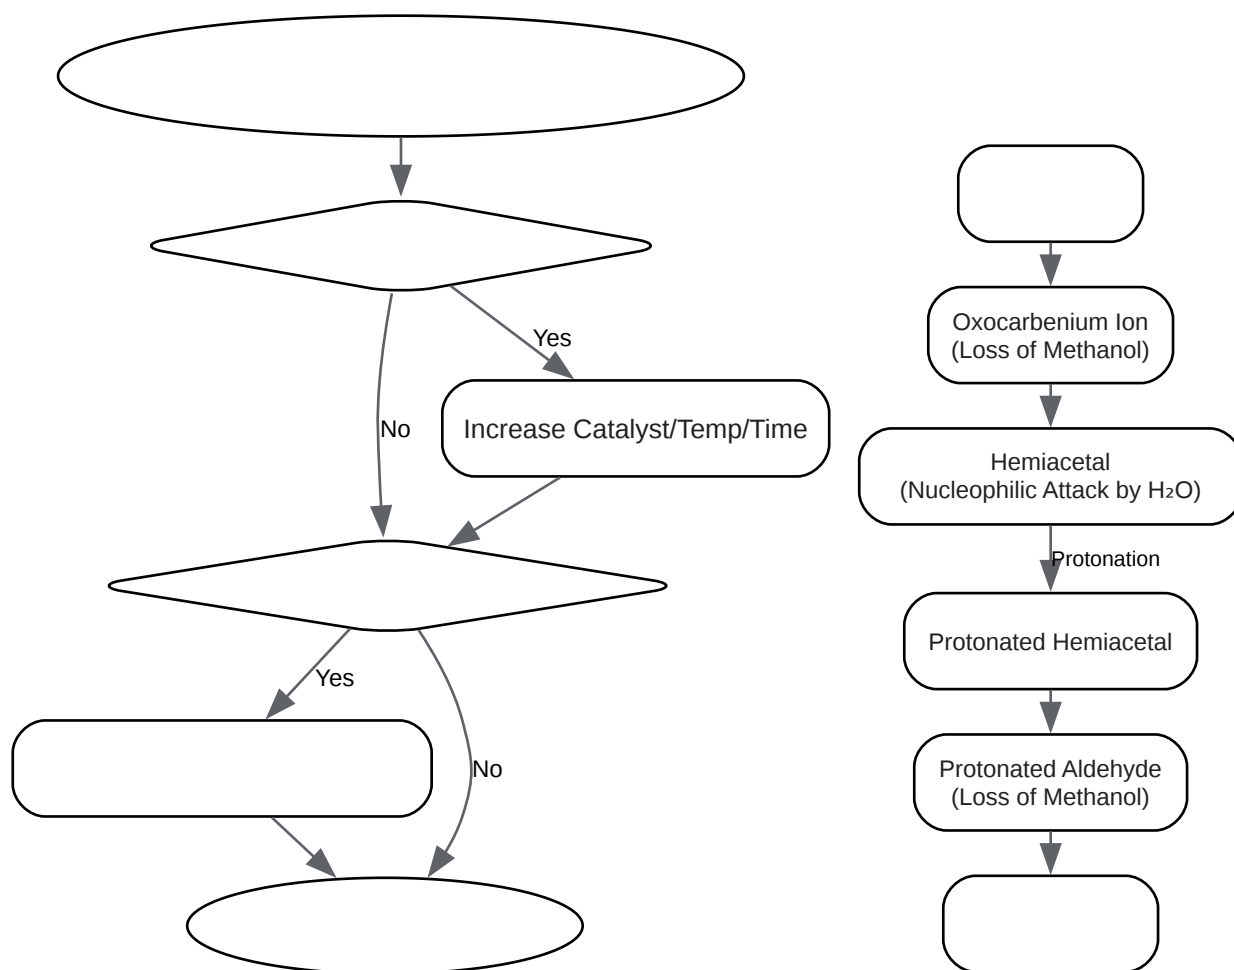 Yes
No
Increase Catalyst/Temp/Time
Yes
No
Oxocarbenium Ion
(Loss of Methanol)
Hemiacetal
(Nucleophilic Attack by H₂O)
Protonation
Protonated Hemiacetal
Protonated Aldehyde
(Loss of Methanol)